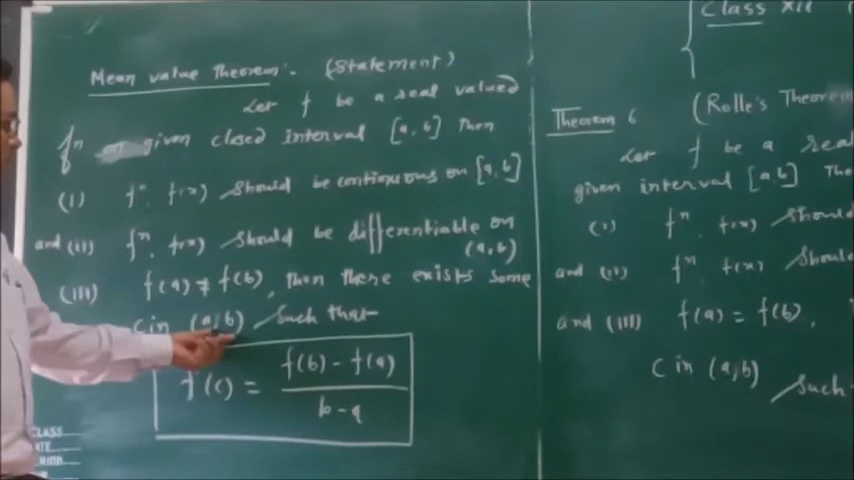 Mean value Theorem :- (Statement)
Let f be a real valued
fn on given closed interval [a, b] Then
(i) fn. f(x) should be continuous on [a, b]
and (ii) fn. f(x) should be differentiable on
(a, b)
(iii) f(a) ≠ f(b), then there exists some
c in (a, b) such that
f'(c) = f(b) - f(a) / b - a
CLASS
Class XII
Theorem 6 (Rolle's Theorem
Let f be a real
given interval [a, b] The
(i) fn. f(x) should
and (ii) fn. f(x) should
and (iii) f(a) = f(b),
c in (a, b)
such